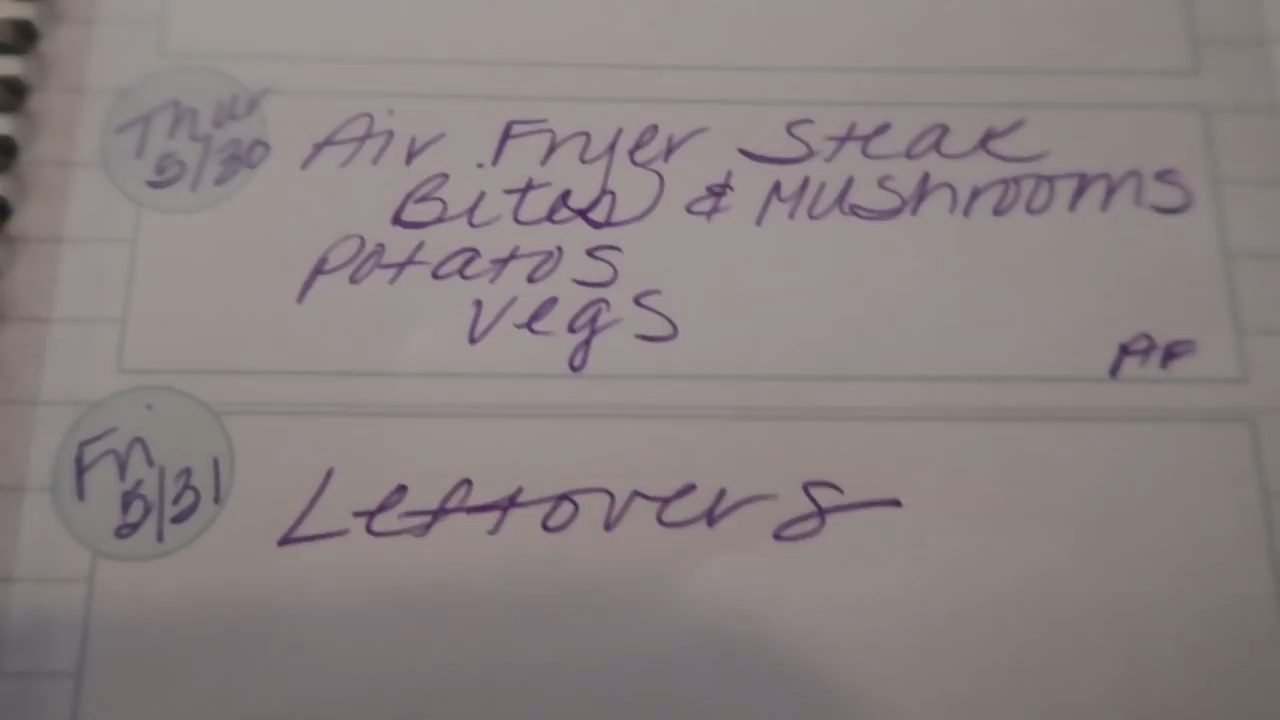 Thur
5/30
Air Fryer Steak
Bites & Mushrooms
Potatos
Vegs
AF
Fri
5/31
Leftovers